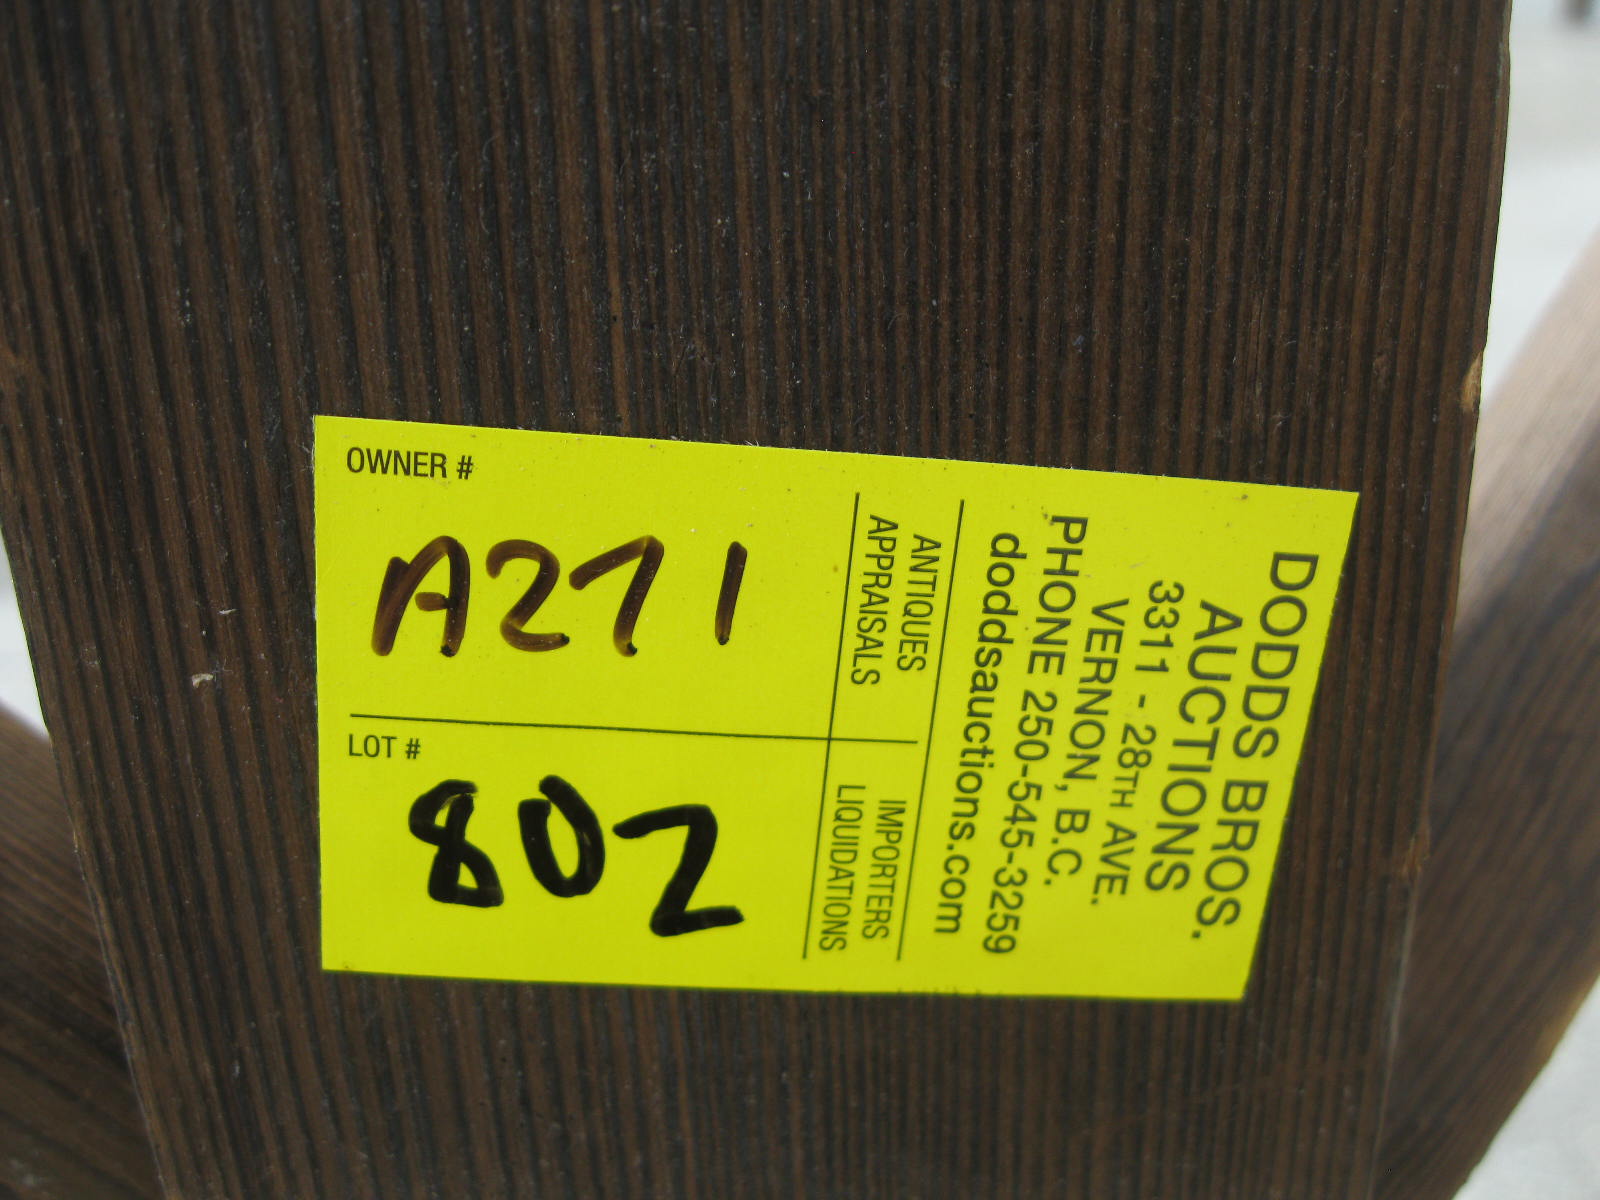 OWNER #
A271
LOT #
802
ANTIQUES
APPRAISALS
IMPORTERS
LIQUIDATIONS
DODDS BROS.
AUCTIONS
3311 - 28TH AVE.
VERNON, B.C.
PHONE 250-545-3259
doddsauctions.com